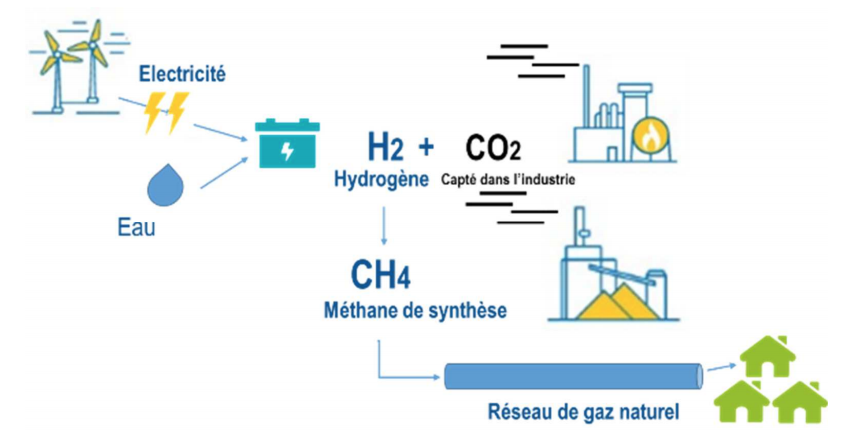 Electricité
H2 + CO2
Hydrogène Capté dans l'industrie
Eau
CH4
Méthane de synthèse
Réseau de gaz naturel